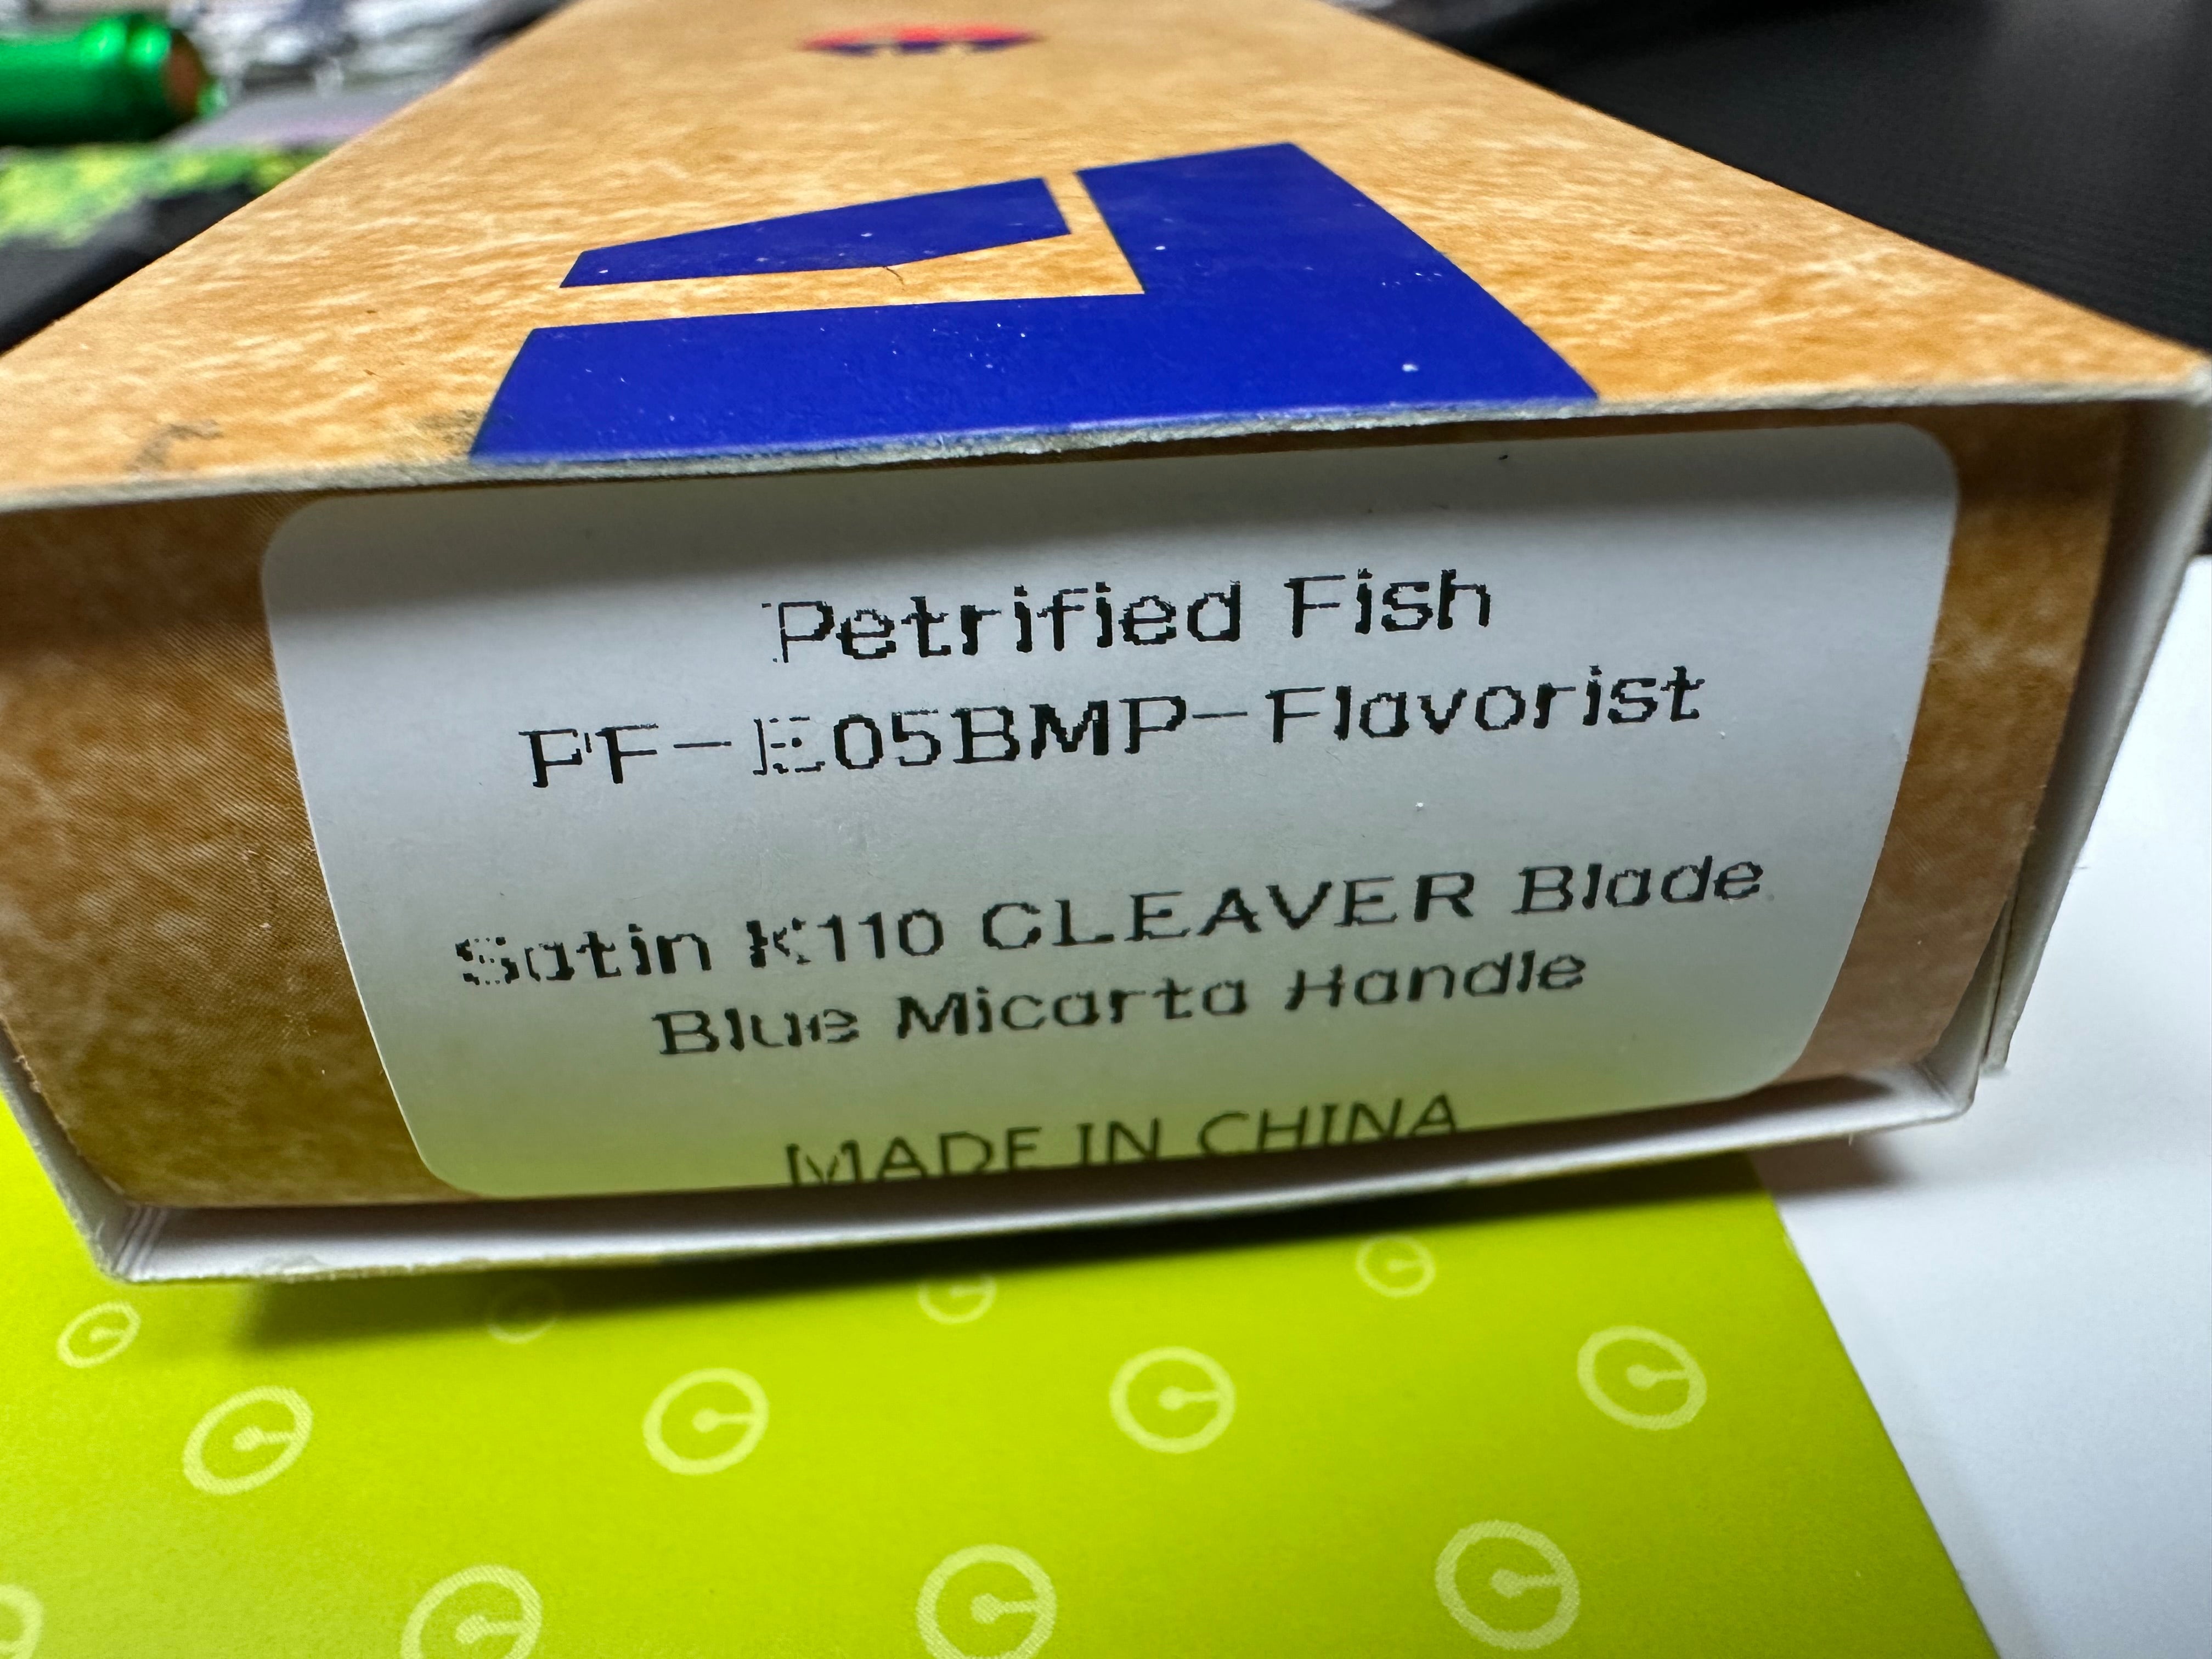 Petrified Fish
PF-E05BMP-Flavorist
Satin K110 CLEAVER Blade
Blue Micarta Handle
MADE IN CHINA